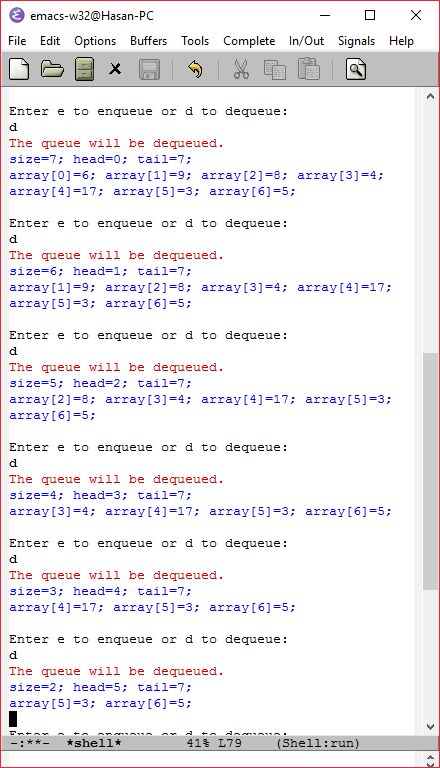 emacs-w32@Hasan-PC
File Edit Options Buffers Tools Complete In/Out Signals Help
Enter e to enqueue or d to dequeue:
d
The queue will be dequeued.
size=7; head=0; tail=7;
array[0]=6; array[1]=9; array[2]=8; array[3]=4;
array[4]=17; array[5]=3; array[6]=5;
Enter e to enqueue or d to dequeue:
d
The queue will be dequeued.
size=6; head=1; tail=7;
array[1]=9; array[2]=8; array[3]=4; array[4]=17;
array[5]=3; array[6]=5;
Enter e to enqueue or d to dequeue:
d
The queue will be dequeued.
size=5; head=2; tail=7;
array[2]=8; array[3]=4; array[4]=17; array[5]=3;
array[6]=5;
Enter e to enqueue or d to dequeue:
d
The queue will be dequeued.
size=4; head=3; tail=7;
array[3]=4; array[4]=17; array[5]=3; array[6]=5;
Enter e to enqueue or d to dequeue:
d
The queue will be dequeued.
size=3; head=4; tail=7;
array[4]=17; array[5]=3; array[6]=5;
Enter e to enqueue or d to dequeue:
d
The queue will be dequeued.
size=2; head=5; tail=7;
array[5]=3; array[6]=5;
Enter e to enqueue or d to dequeue:
-:**- *shell* 41% L79 (Shell:run)